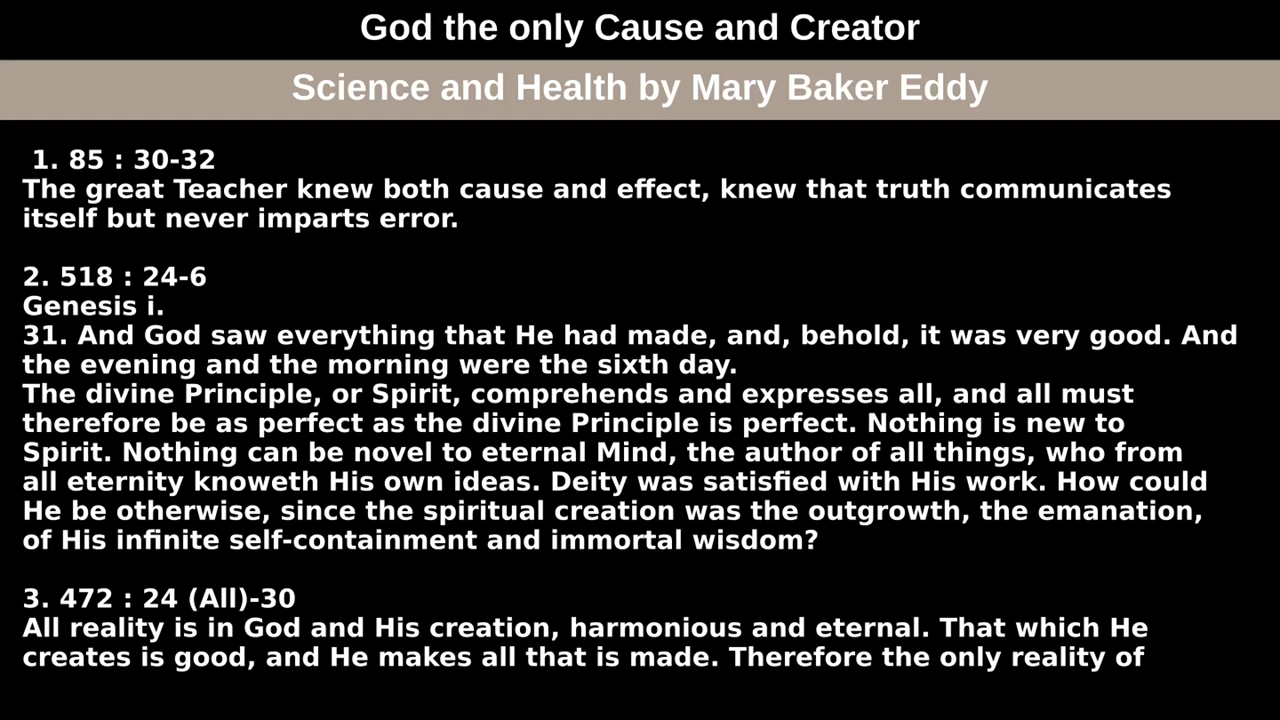 God the only Cause and Creator
Science and Health by Mary Baker Eddy
1. 85 : 30-32
The great Teacher knew both cause and effect, knew that truth communicates
itself but never imparts error.
2. 518 : 24-6
Genesis i.
31. And God saw everything that He had made, and, behold, it was very good. And
the evening and the morning were the sixth day.
The divine Principle, or Spirit, comprehends and expresses all, and all must
therefore be as perfect as the divine Principle is perfect. Nothing is new to
Spirit. Nothing can be novel to eternal Mind, the author of all things, who from
all eternity knoweth His own ideas. Deity was satisfied with His work. How could
He be otherwise, since the spiritual creation was the outgrowth, the emanation,
of His infinite self-containment and immortal wisdom?
3. 472 : 24 (All)-30
All reality is in God and His creation, harmonious and eternal. That which He
creates is good, and He makes all that is made. Therefore the only reality of